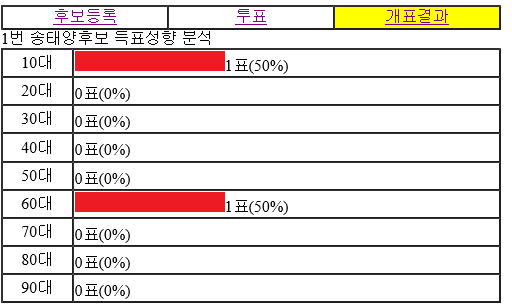 후보등록 투표 개표결과
1번 송태양후보 득표성향 분석
10대 1표(50%)
20대 0표(0%)
30대 0표(0%)
40대 0표(0%)
50대 0표(0%)
60대 1표(50%)
70대 0표(0%)
80대 0표(0%)
90대 0표(0%)